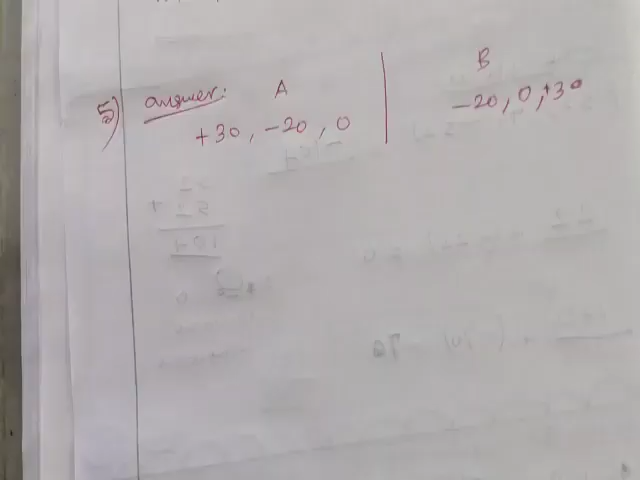 5) answer: A
+30, -20, 0
B
-20, 0, +30